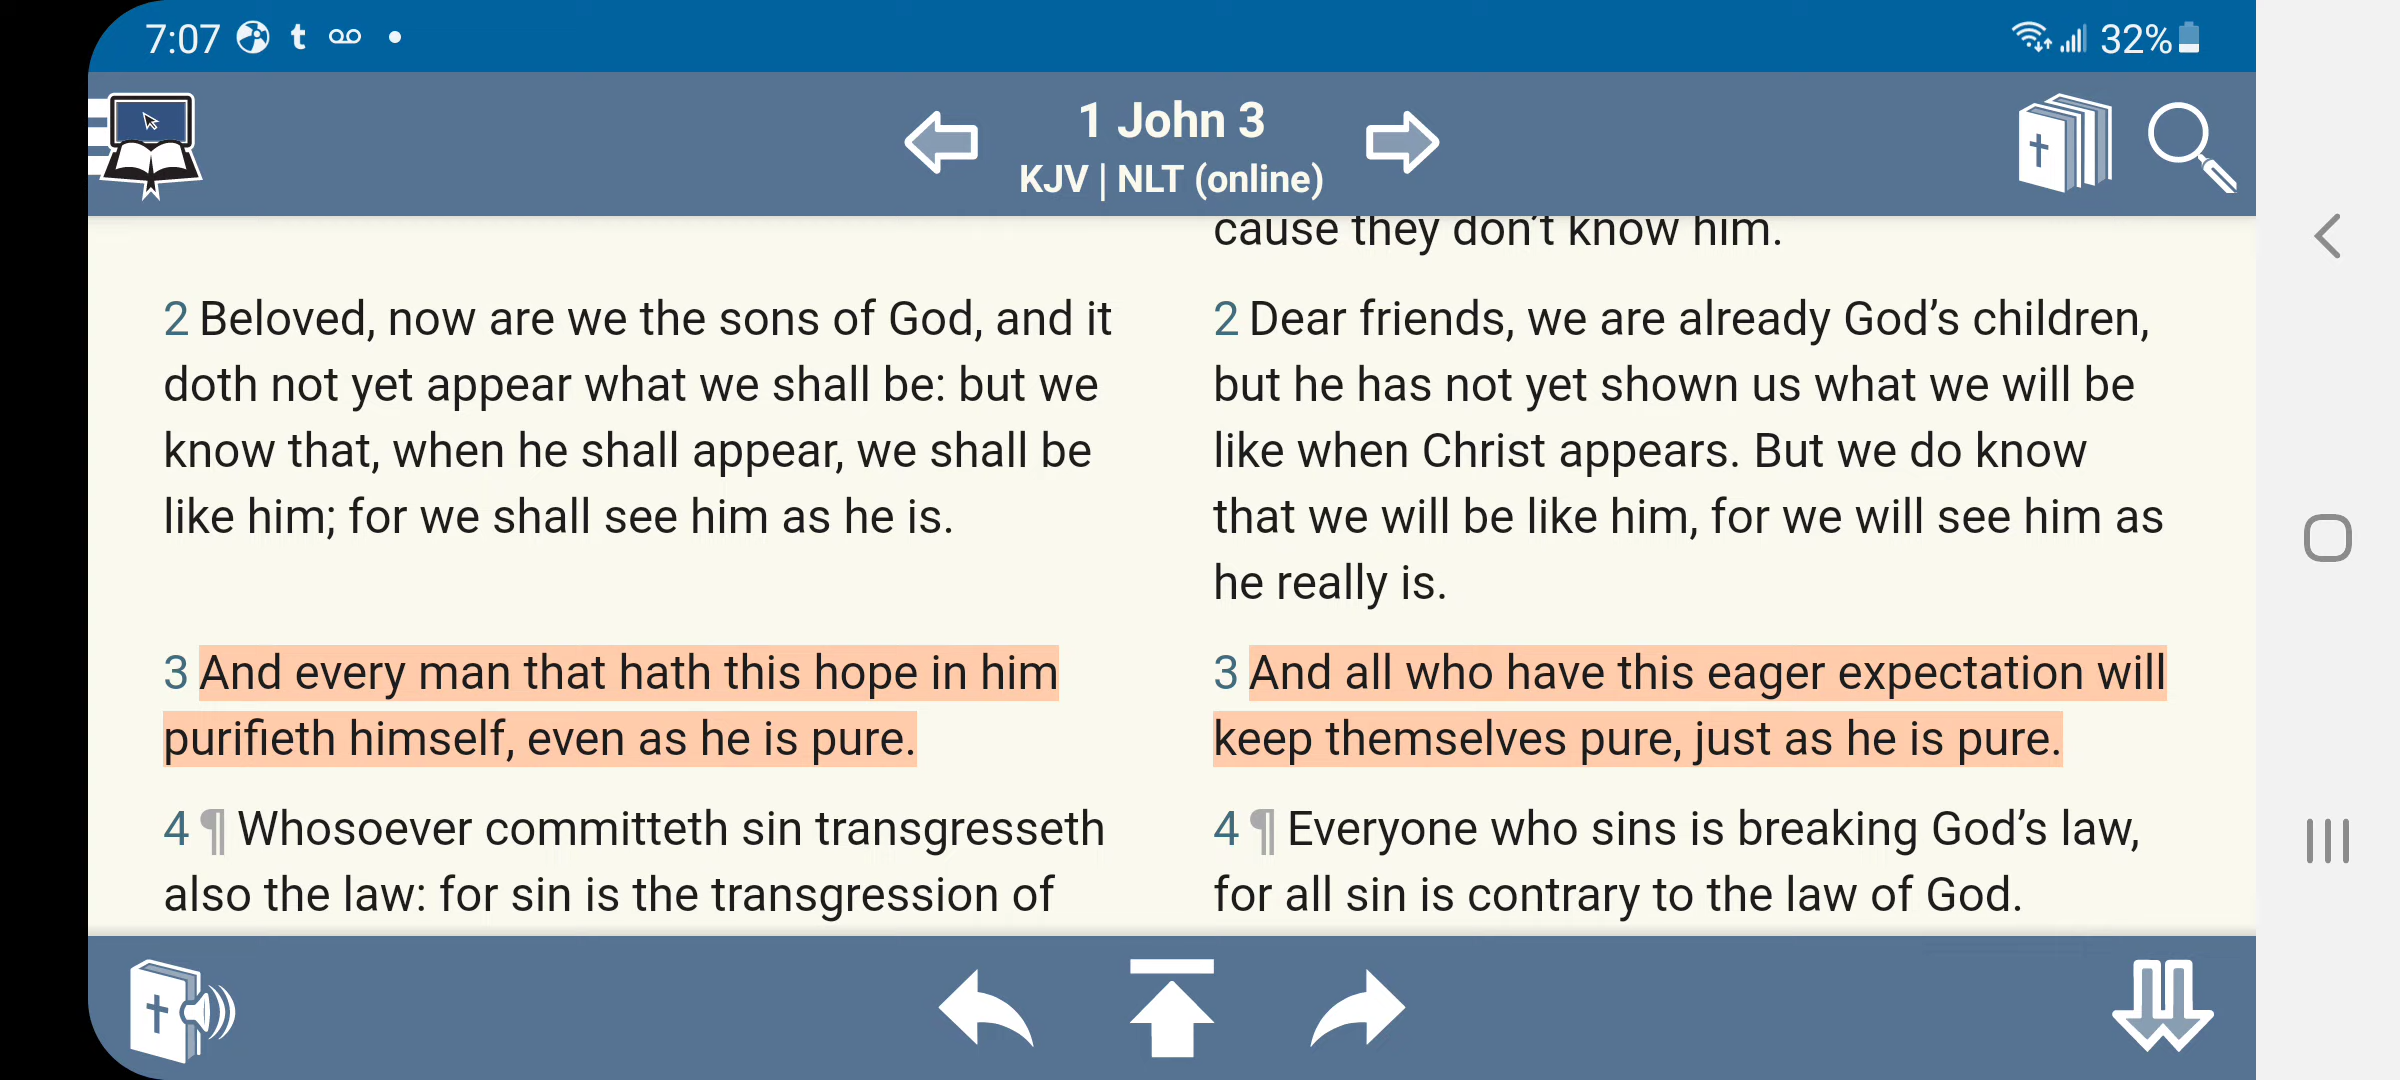 7:07 t 32%
1 John 3
KJV | NLT (online)
cause they don't know him.
2 Beloved, now are we the sons of God, and it
doth not yet appear what we shall be: but we
know that, when he shall appear, we shall be
like him; for we shall see him as he is.
2 Dear friends, we are already God’s children,
but he has not yet shown us what we will be
like when Christ appears. But we do know
that we will be like him, for we will see him as
he really is.
3 And every man that hath this hope in him
purifieth himself, even as he is pure.
3 And all who have this eager expectation will
keep themselves pure, just as he is pure.
4 ¶ Whosoever committeth sin transgresseth
also the law: for sin is the transgression of
4 ¶ Everyone who sins is breaking God’s law,
for all sin is contrary to the law of God.